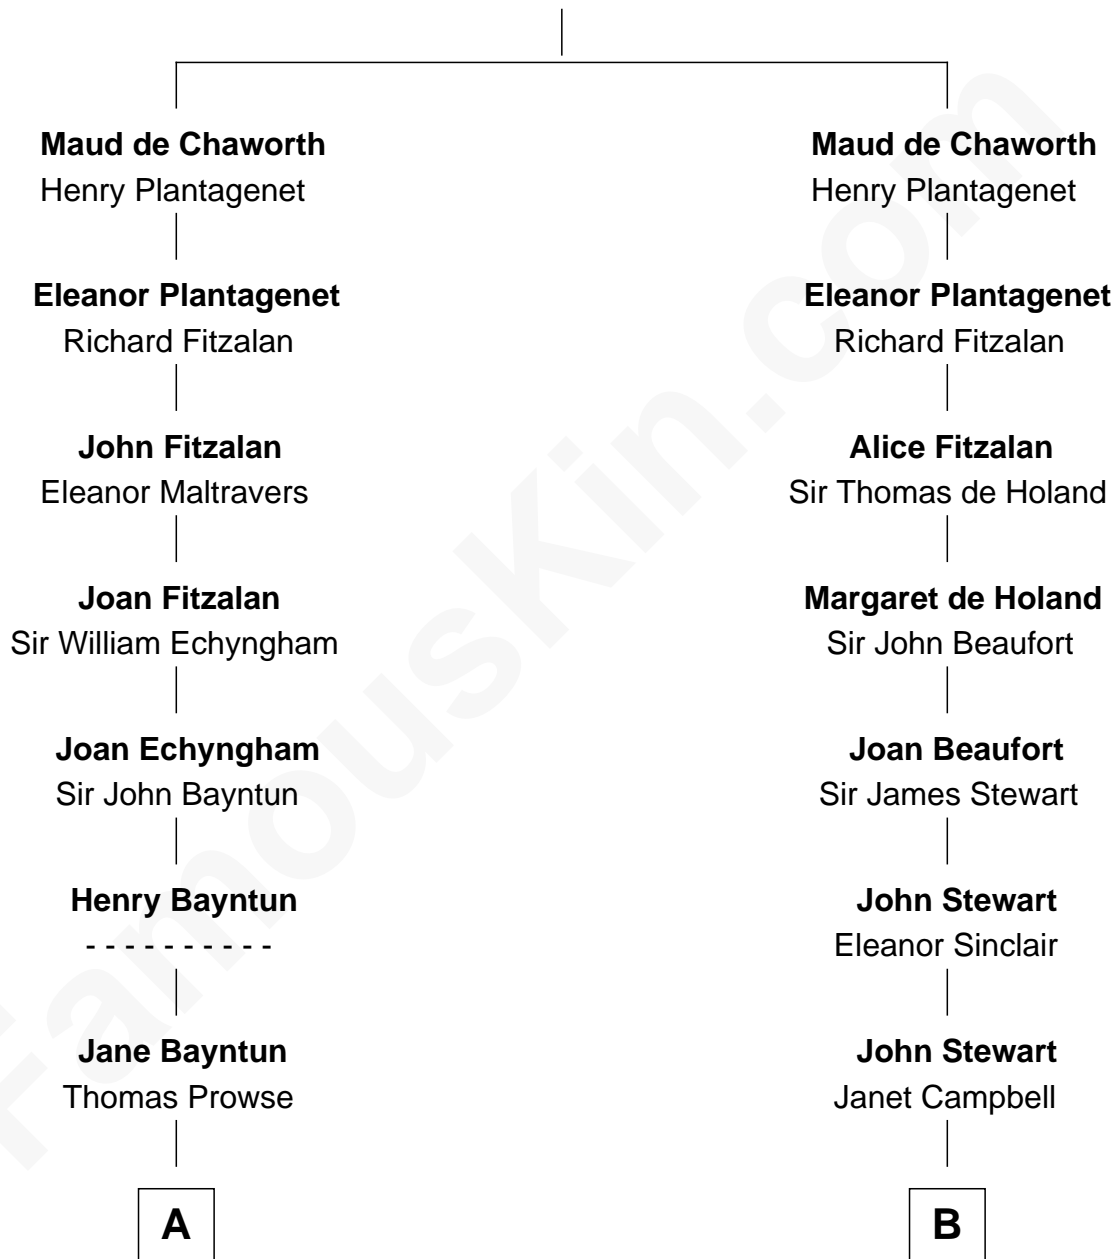 Maud de Chaworth
Henry Plantagenet
Eleanor Plantagenet
Richard Fitzalan
John Fitzalan
Eleanor Maltravers
Joan Fitzalan
Sir William Echyngham
Joan Echyngham
Sir John Bayntun
Henry Bayntun
- - - - - - - - - -
Jane Bayntun
Thomas Prowse
A
Maud de Chaworth
Henry Plantagenet
Eleanor Plantagenet
Richard Fitzalan
Alice Fitzalan
Sir Thomas de Holand
Margaret de Holand
Sir John Beaufort
Joan Beaufort
Sir James Stewart
John Stewart
Eleanor Sinclair
John Stewart
Janet Campbell
B
FamousKin.com